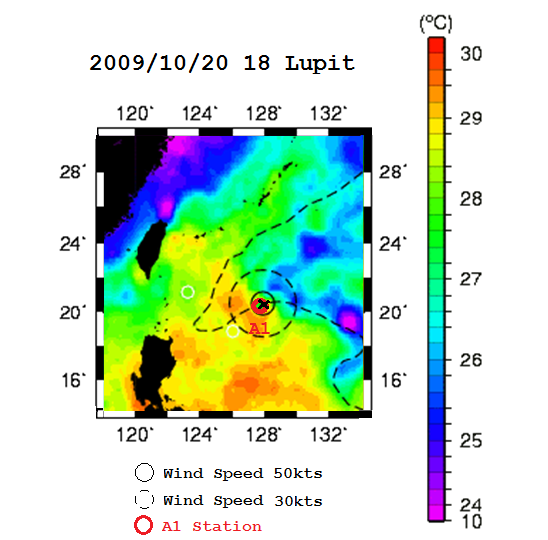 (°C)
2009/10/20 18 Lupit
120° 124° 128° 132°
30
29
28
27
26
25
24
10
28° 28°
24° 24°
20° 20°
16° 16°
A1
120° 124° 128° 132°
Wind Speed 50kts
Wind Speed 30kts
A1 Station